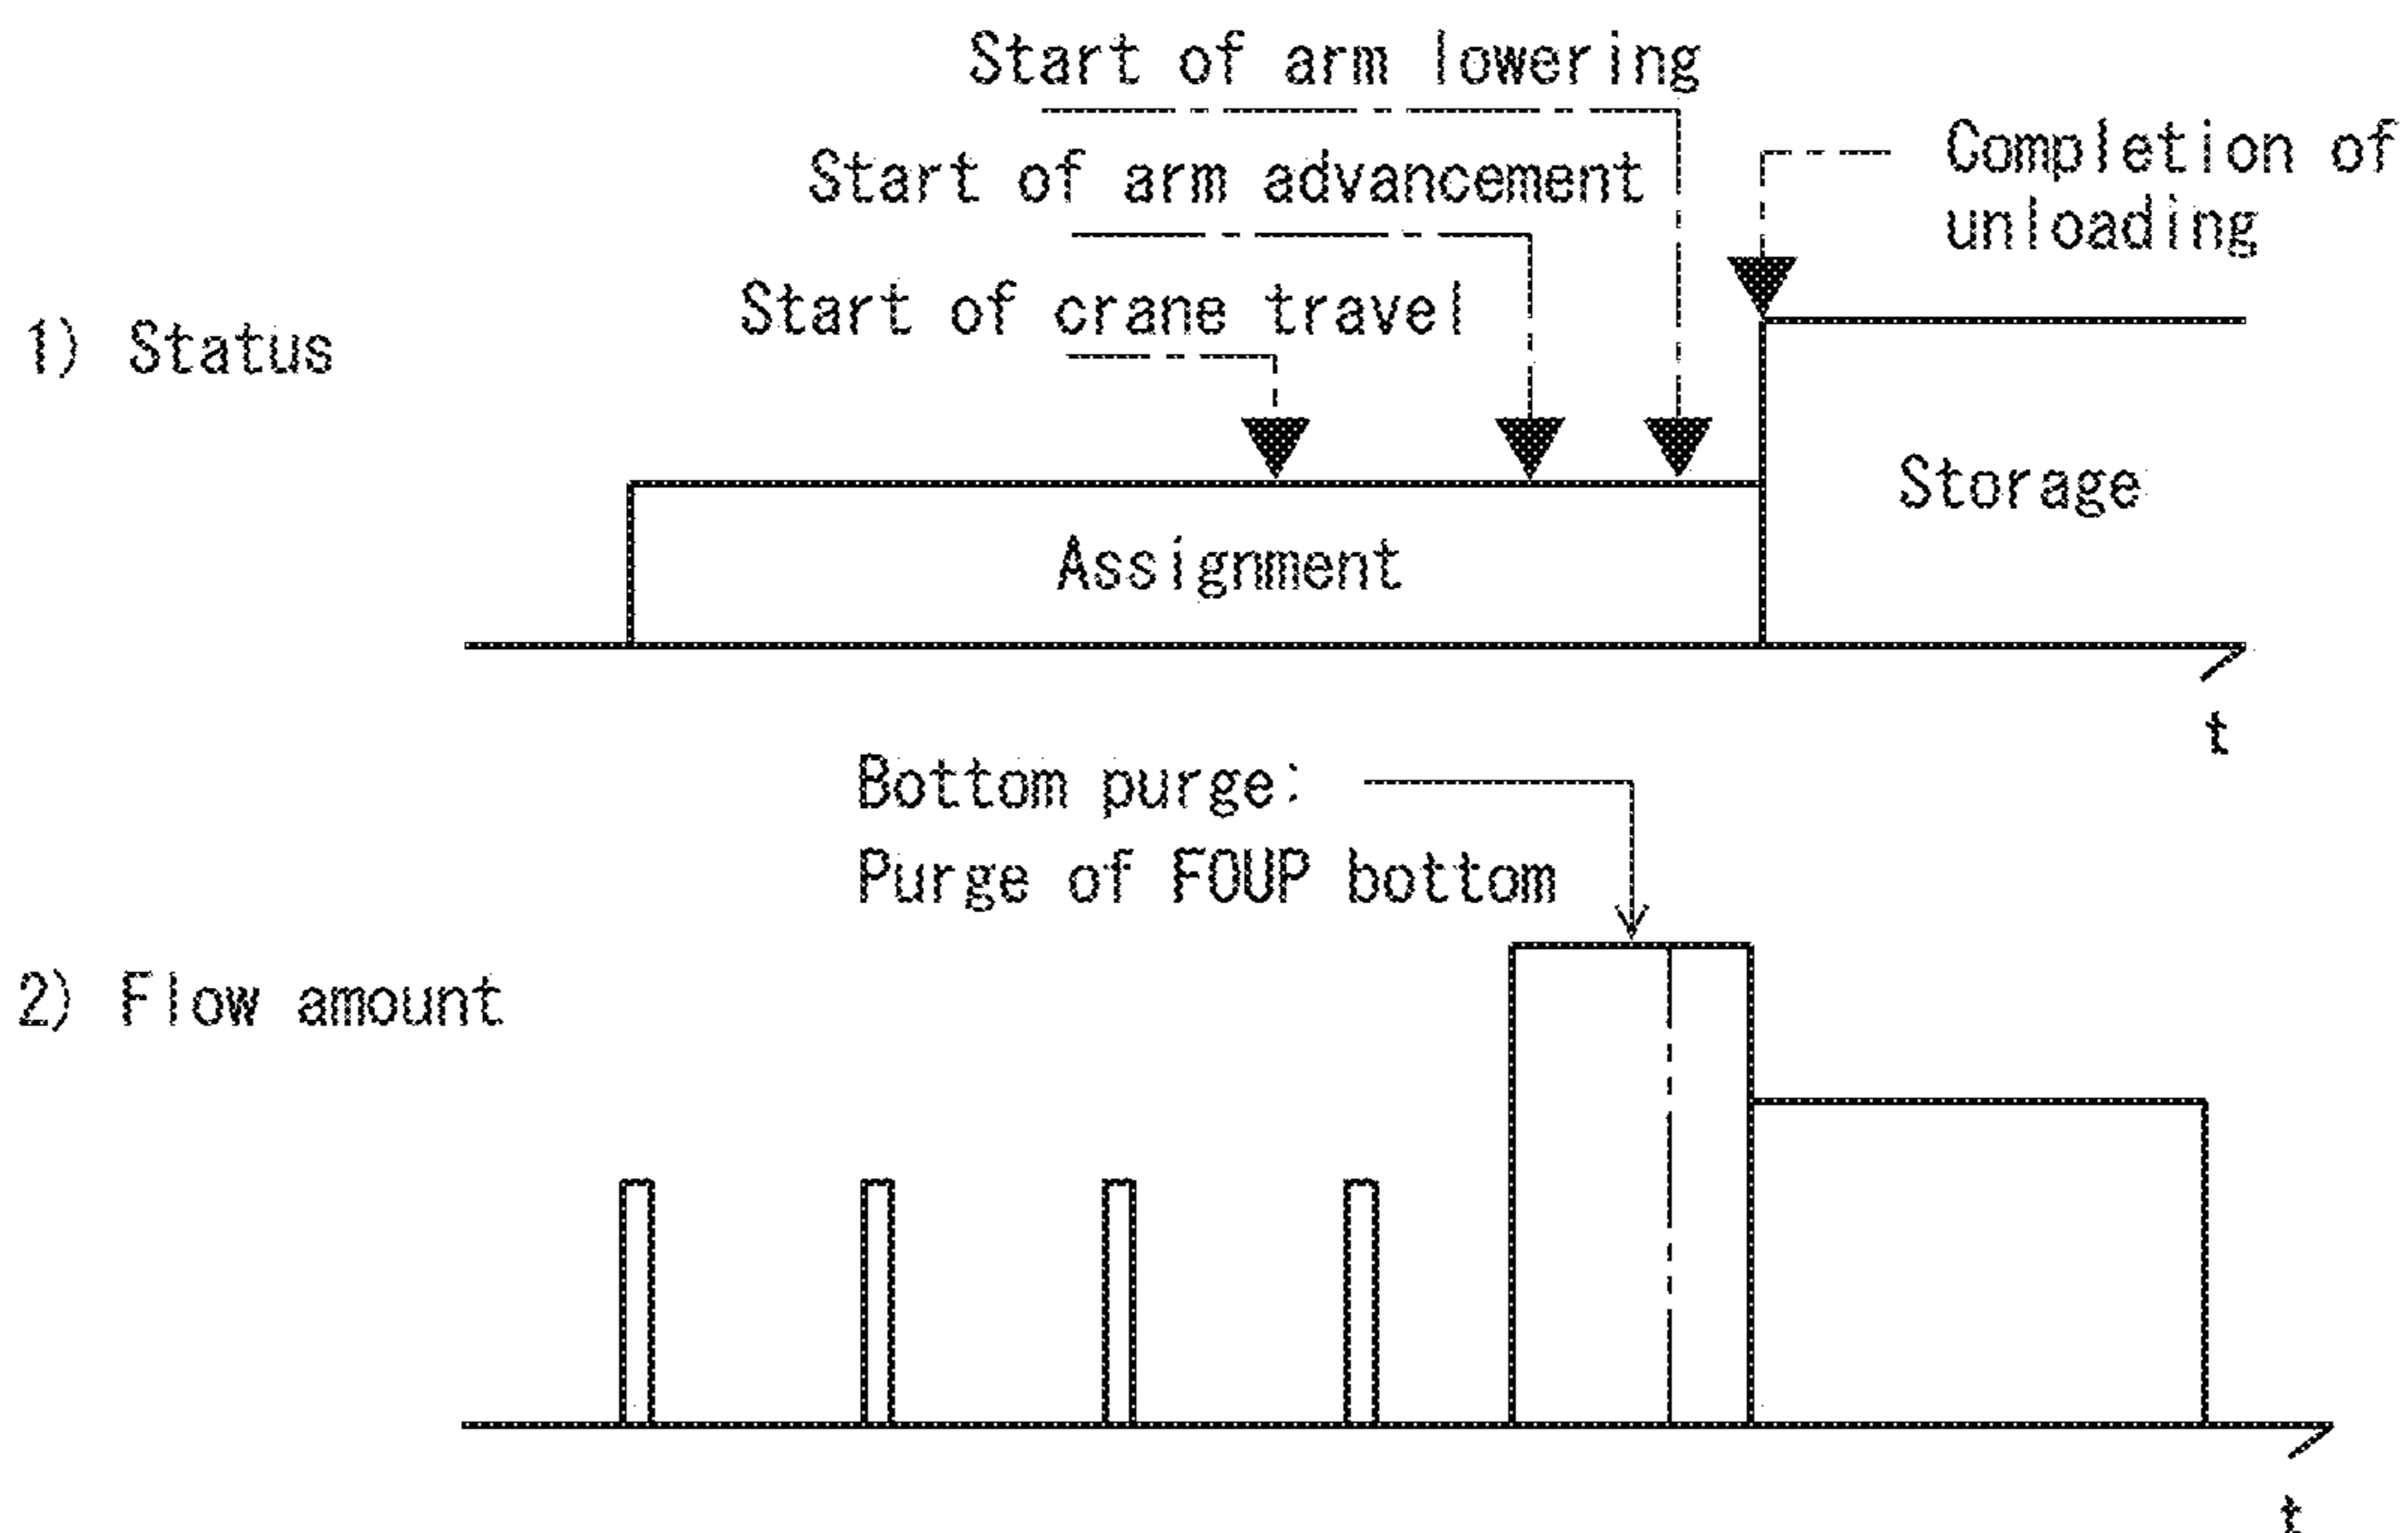 Start of arm lowering
Start of arm advancement
Completion of
unloading
Start of crane travel
1) Status
Storage
Assignment
t
Bottom purge:
Purge of FOUP bottom
2) Flow amount
t